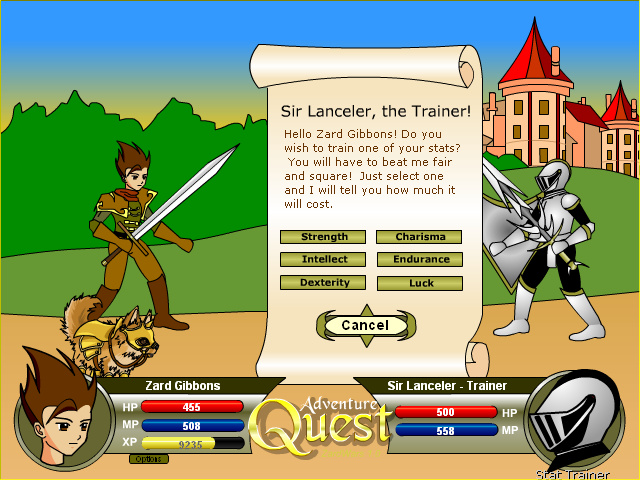 Sir Lanceler, the Trainer!
Hello Zard Gibbons! Do you
wish to train one of your stats?
You will have to beat me fair
and square! Just select one
and I will tell you how much it
will cost.
Strength
Charisma
Intellect
Endurance
Dexterity
Luck
Cancel
Zard Gibbons
HP 455
MP 508
XP 9235
Options
Adventure
Quest
Sir Lanceler - Trainer
500 HP
558 MP
Stat Trainer